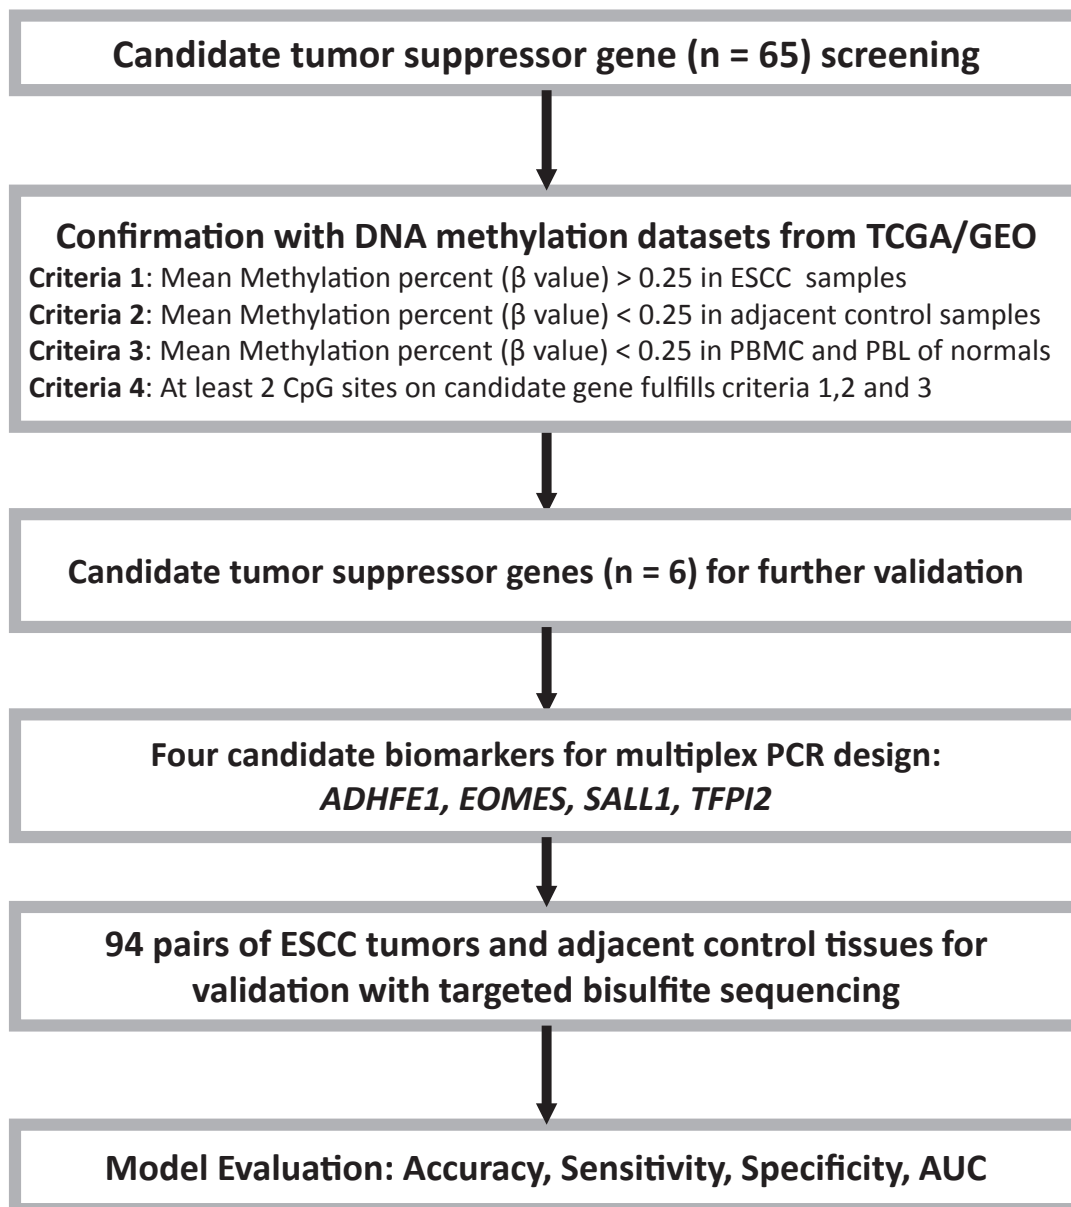 Candidate tumor suppressor gene (n = 65) screening
Confirmation with DNA methylation datasets from TCGA/GEO
Criteria 1: Mean Methylation percent (β value) > 0.25 in ESCC samples
Criteria 2: Mean Methylation percent (β value) < 0.25 in adjacent control samples
Criteira 3: Mean Methylation percent (β value) < 0.25 in PBMC and PBL of normals
Criteria 4: At least 2 CpG sites on candidate gene fulfills criteria 1,2 and 3
Candidate tumor suppressor genes (n = 6) for further validation
Four candidate biomarkers for multiplex PCR design:
ADHFE1, EOMES, SALL1, TFPI2
94 pairs of ESCC tumors and adjacent control tissues for
validation with targeted bisulfite sequencing
Model Evaluation: Accuracy, Sensitivity, Specificity, AUC